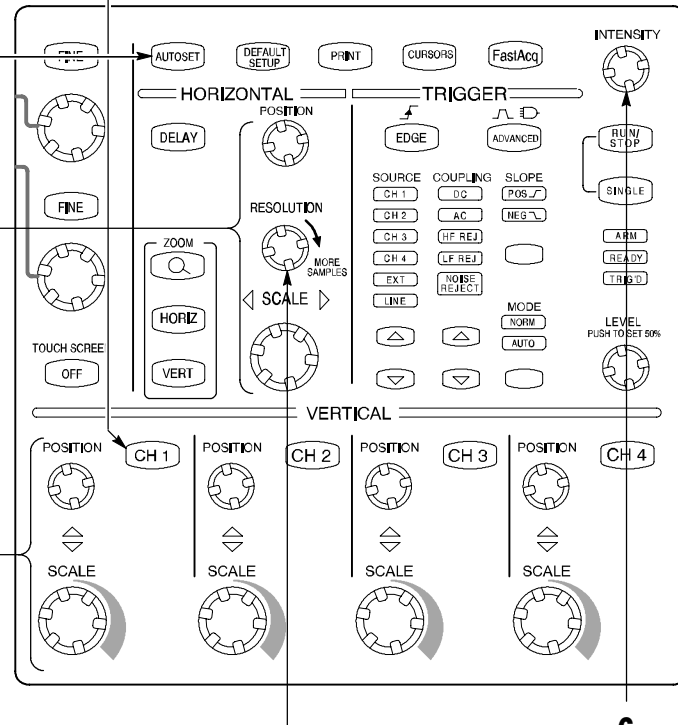 INTENSITY
FINE
AUTOSET
DEFAULT SETUP
PRINT
CURSORS
FastAcq
HORIZONTAL
TRIGGER
POSITION
DELAY
EDGE
ADVANCED
RUN/ STOP
SINGLE
FINE
RESOLUTION
MORE SAMPLES
ZOOM
HORIZ
VERT
SCALE
SOURCE
COUPLING
SLOPE
CH 1
DC
POS
CH 2
AC
NEG
CH 3
HF REJ
CH 4
LF REJ
EXT
NOISE REJECT
LINE
MODE
NORM
AUTO
ARM
READY
TRIG'D
LEVEL
PUSH TO SET 50%
TOUCH SCREE
OFF
VERTICAL
POSITION
CH 1
POSITION
CH 2
POSITION
CH 3
POSITION
CH 4
SCALE
SCALE
SCALE
SCALE